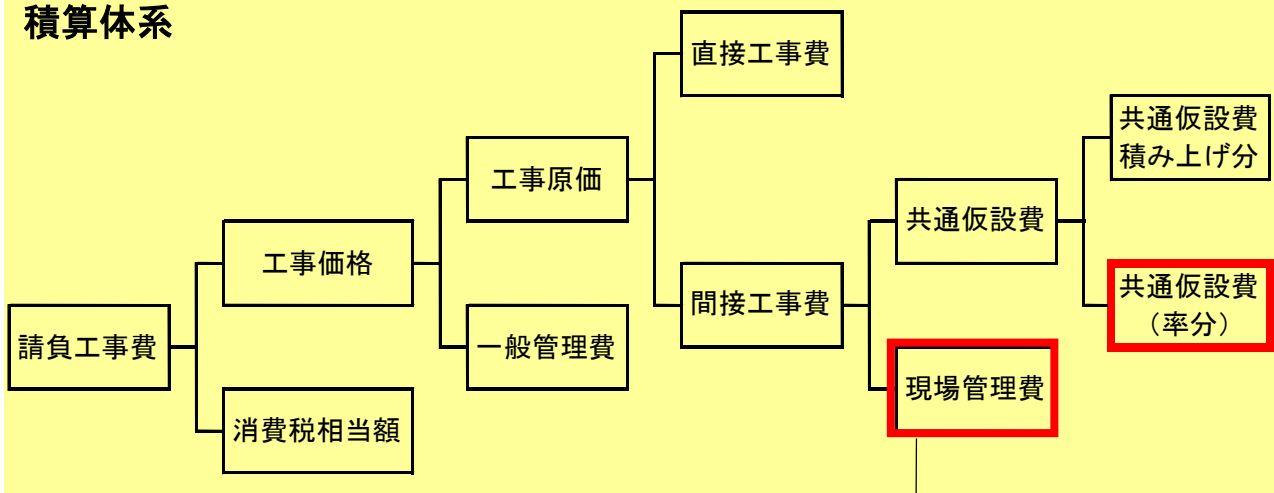 積算体系
直接工事費
共通仮設費
積み上げ分
工事原価
共通仮設費
工事価格
間接工事費
共通仮設費
（率分）
請負工事費
一般管理費
現場管理費
消費税相当額